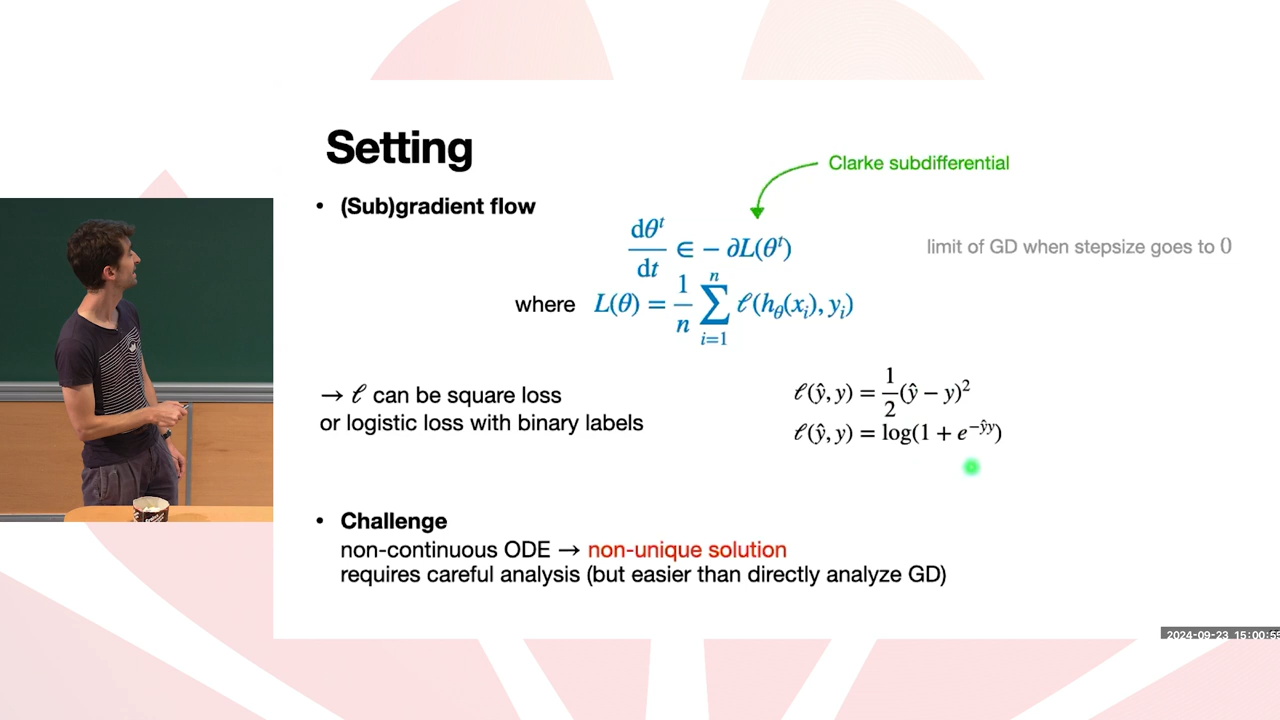 Setting
Clarke subdifferential
• (Sub)gradient flow
dθᵗ/dt ∈ − ∂L(θᵗ)
limit of GD when stepsize goes to 0
where L(θ) = 1/n ∑ᵢ₌₁ⁿ ℓ(h_θ(xᵢ), yᵢ)
→ ℓ can be square loss
or logistic loss with binary labels
ℓ(ŷ, y) = 1/2(ŷ − y)²
ℓ(ŷ, y) = log(1 + e^{−ŷy})
• Challenge
non-continuous ODE → non-unique solution
requires careful analysis (but easier than directly analyze GD)
2024-09-23 15:00:55